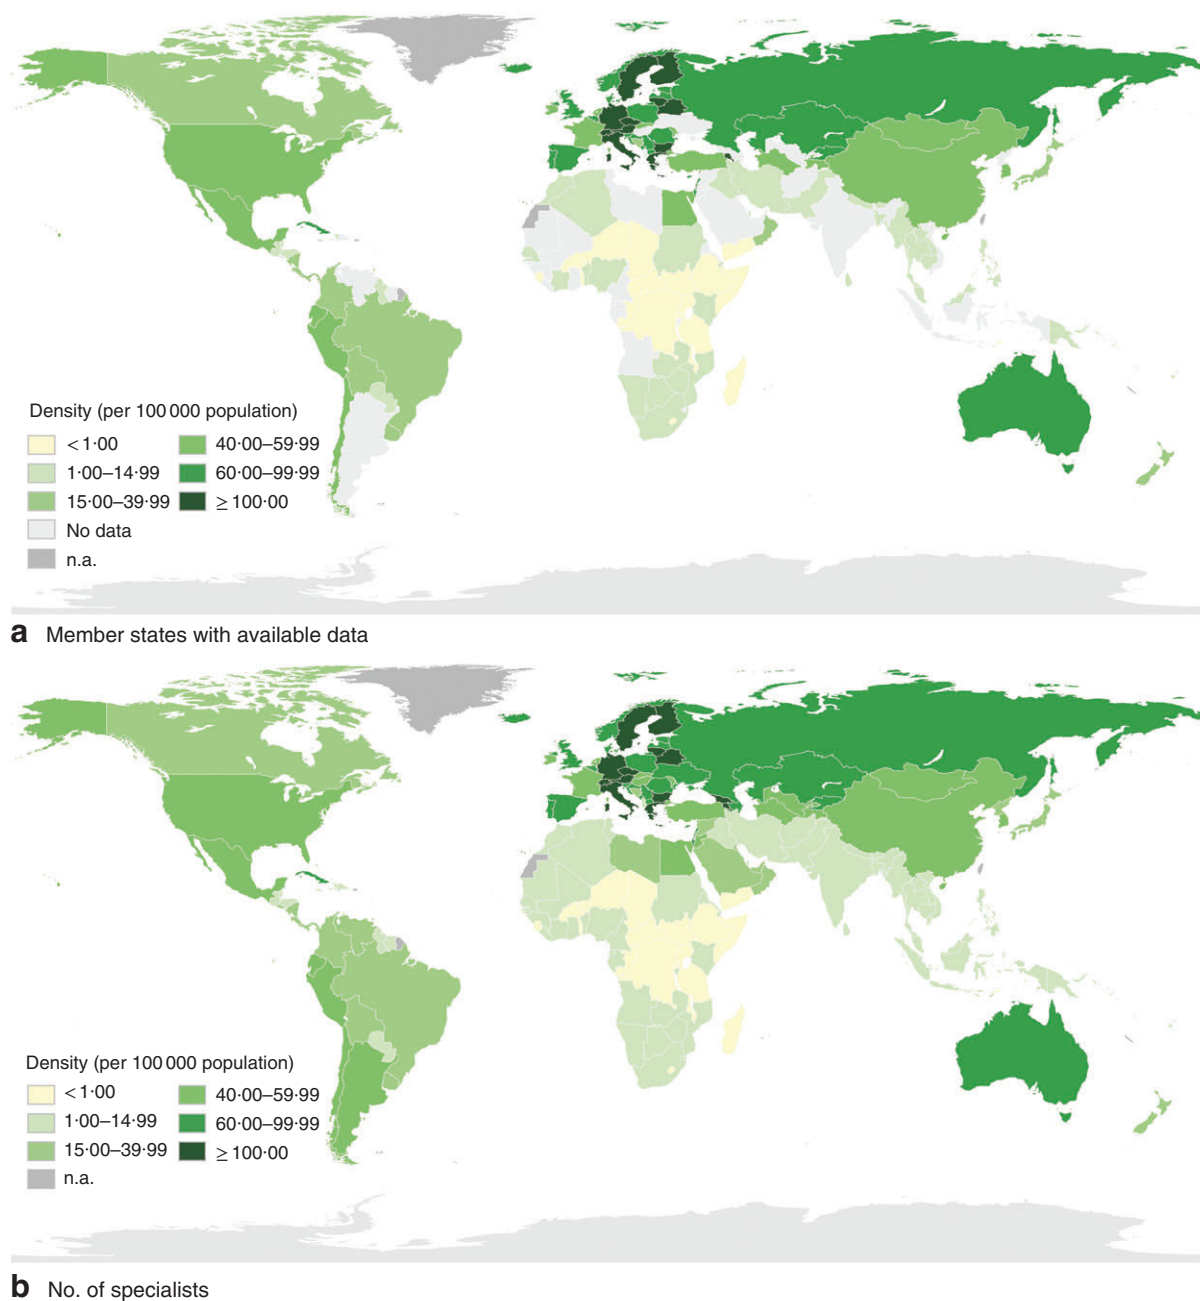 Density (per 100 000 population)
< 1·00
40·00–59·99
1·00–14·99
60·00–99·99
15·00–39·99
≥ 100·00
No data
n.a.
a Member states with available data
Density (per 100 000 population)
< 1·00
40·00–59·99
1·00–14·99
60·00–99·99
15·00–39·99
≥ 100·00
n.a.
b No. of specialists